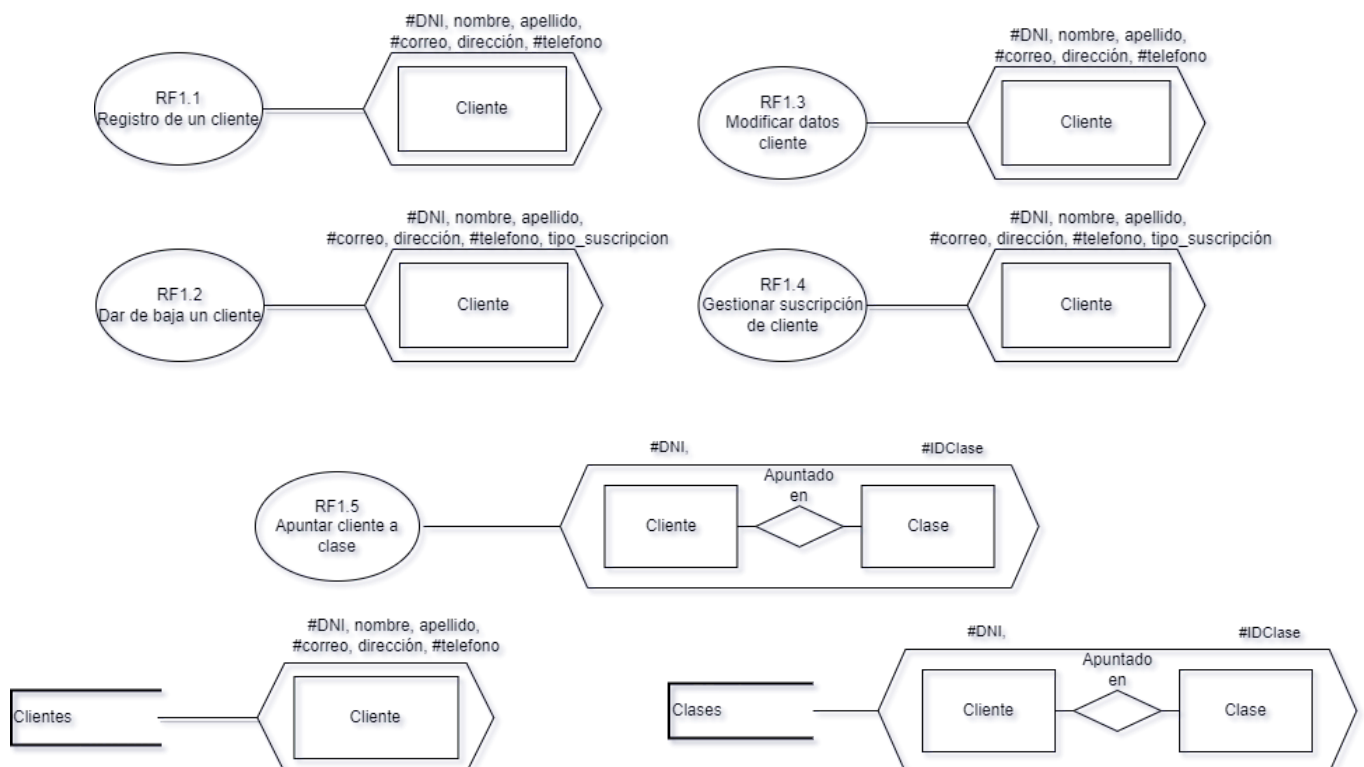 #DNI, nombre, apellido,
#correo, dirección, #telefono
RF1.1
Registro de un cliente
Cliente
#DNI, nombre, apellido,
#correo, dirección, #telefono
RF1.3
Modificar datos
cliente
Cliente
#DNI, nombre, apellido,
#correo, dirección, #telefono, tipo_suscripcion
RF1.2
Dar de baja un cliente
Cliente
#DNI, nombre, apellido,
#correo, dirección, #telefono, tipo_suscripción
RF1.4
Gestionar suscripción
de cliente
Cliente
#DNI,
#IDClase
RF1.5
Apuntar cliente a
clase
Cliente
Apuntado
en
Clase
#DNI, nombre, apellido,
#correo, dirección, #telefono
Clientes
Cliente
#DNI,
#IDClase
Clases
Cliente
Apuntado
en
Clase